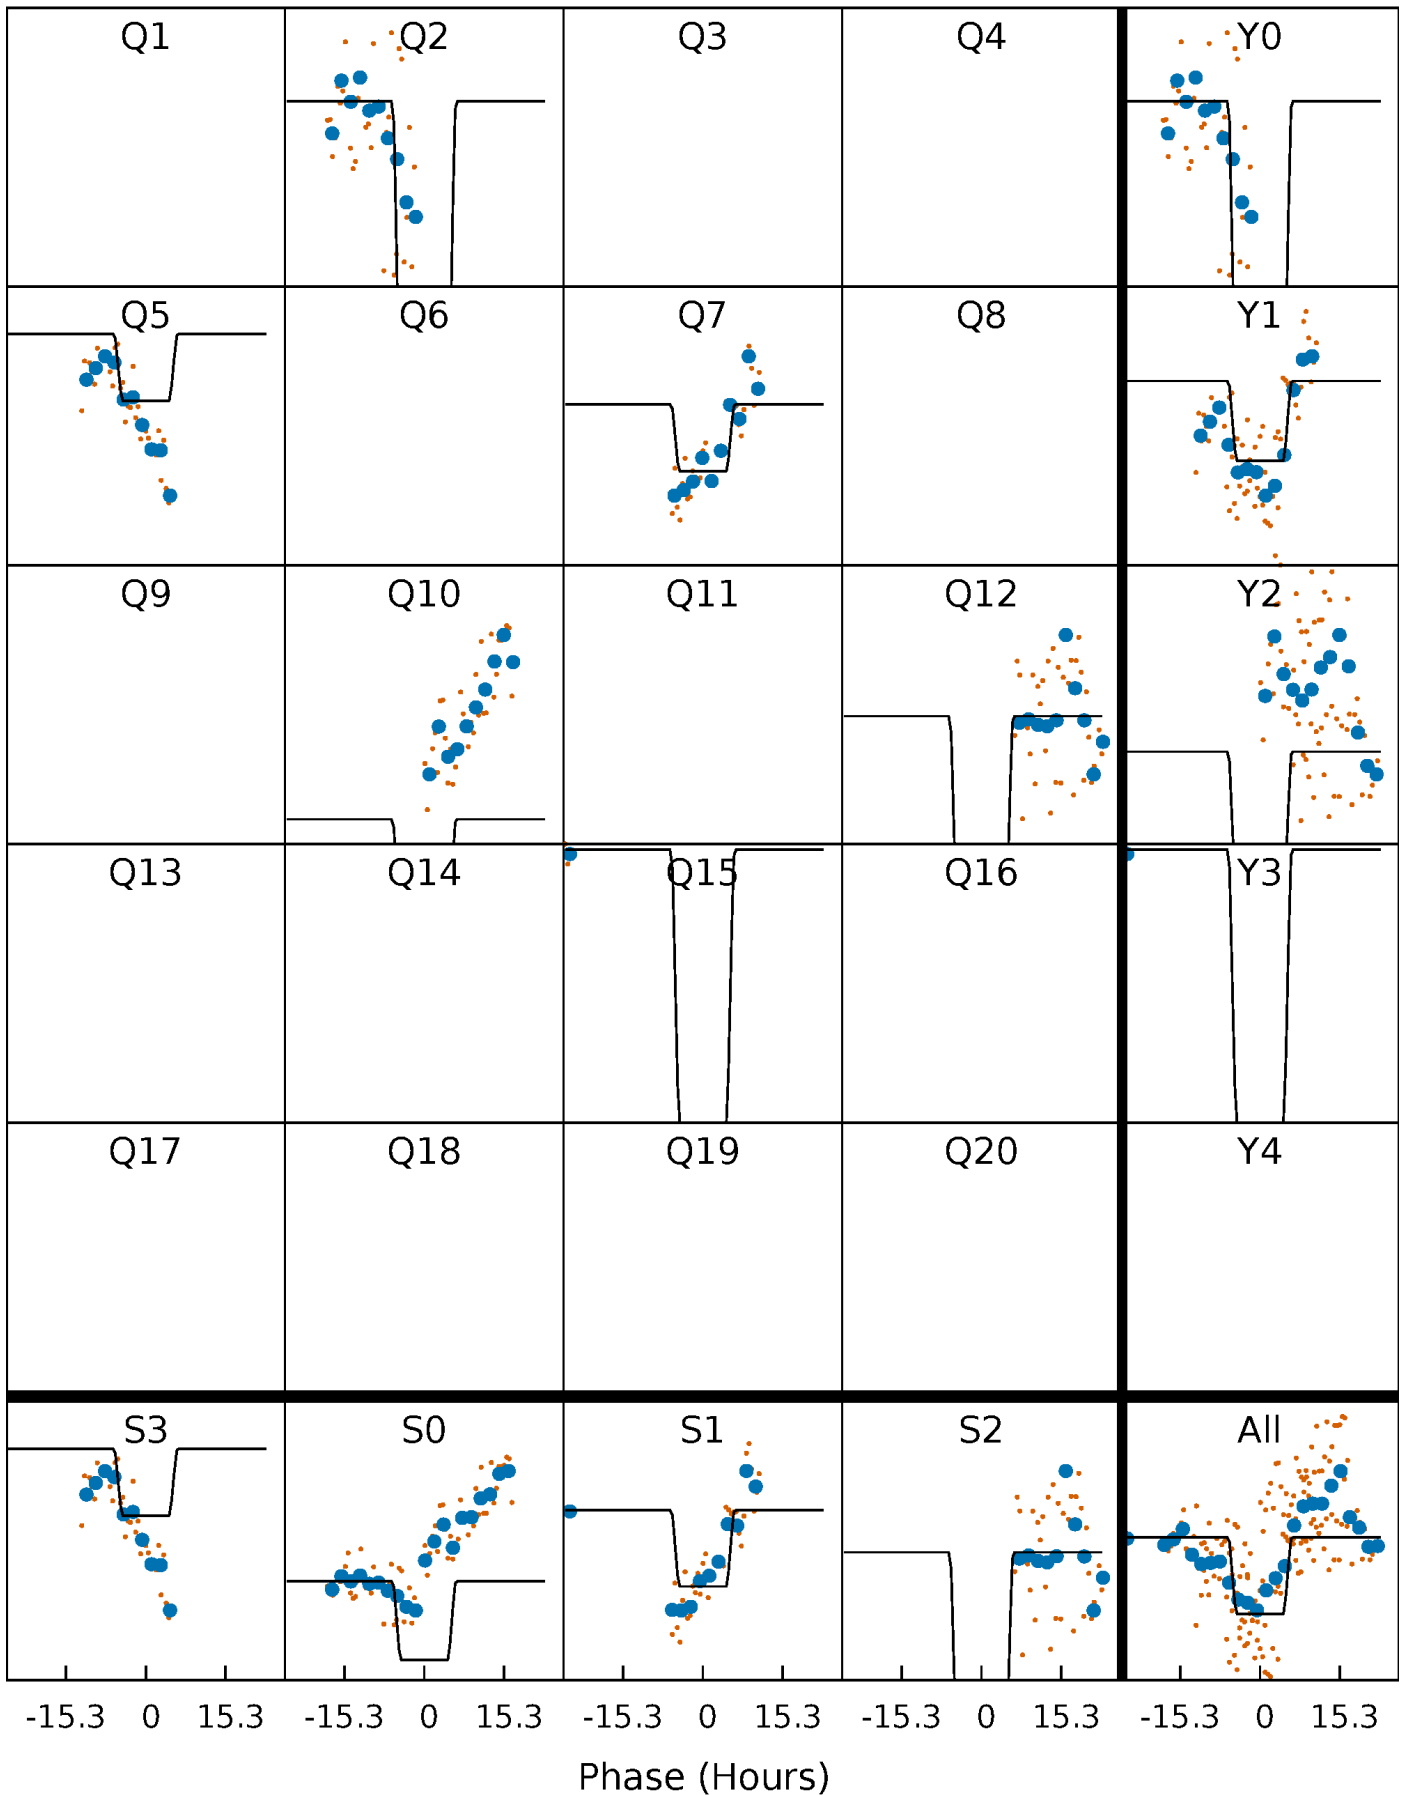 Q1 Q2 Q3 Q4 Y0
Q5 Q6 Q7 Q8 Y1
Q9 Q10 Q11 Q12 Y2
Q13 Q14 Q15 Q16 Y3
Q17 Q18 Q19 Q20 Y4
S3 S0 S1 S2 All
-15.3 0 15.3 -15.3 0 15.3 -15.3 0 15.3 -15.3 0 15.3 -15.3 0 15.3
Phase (Hours)